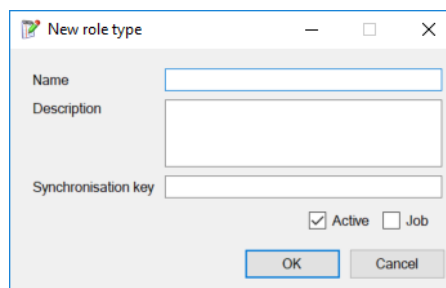 New role type
Name
Description
Synchronisation key
Active Job
OK Cancel